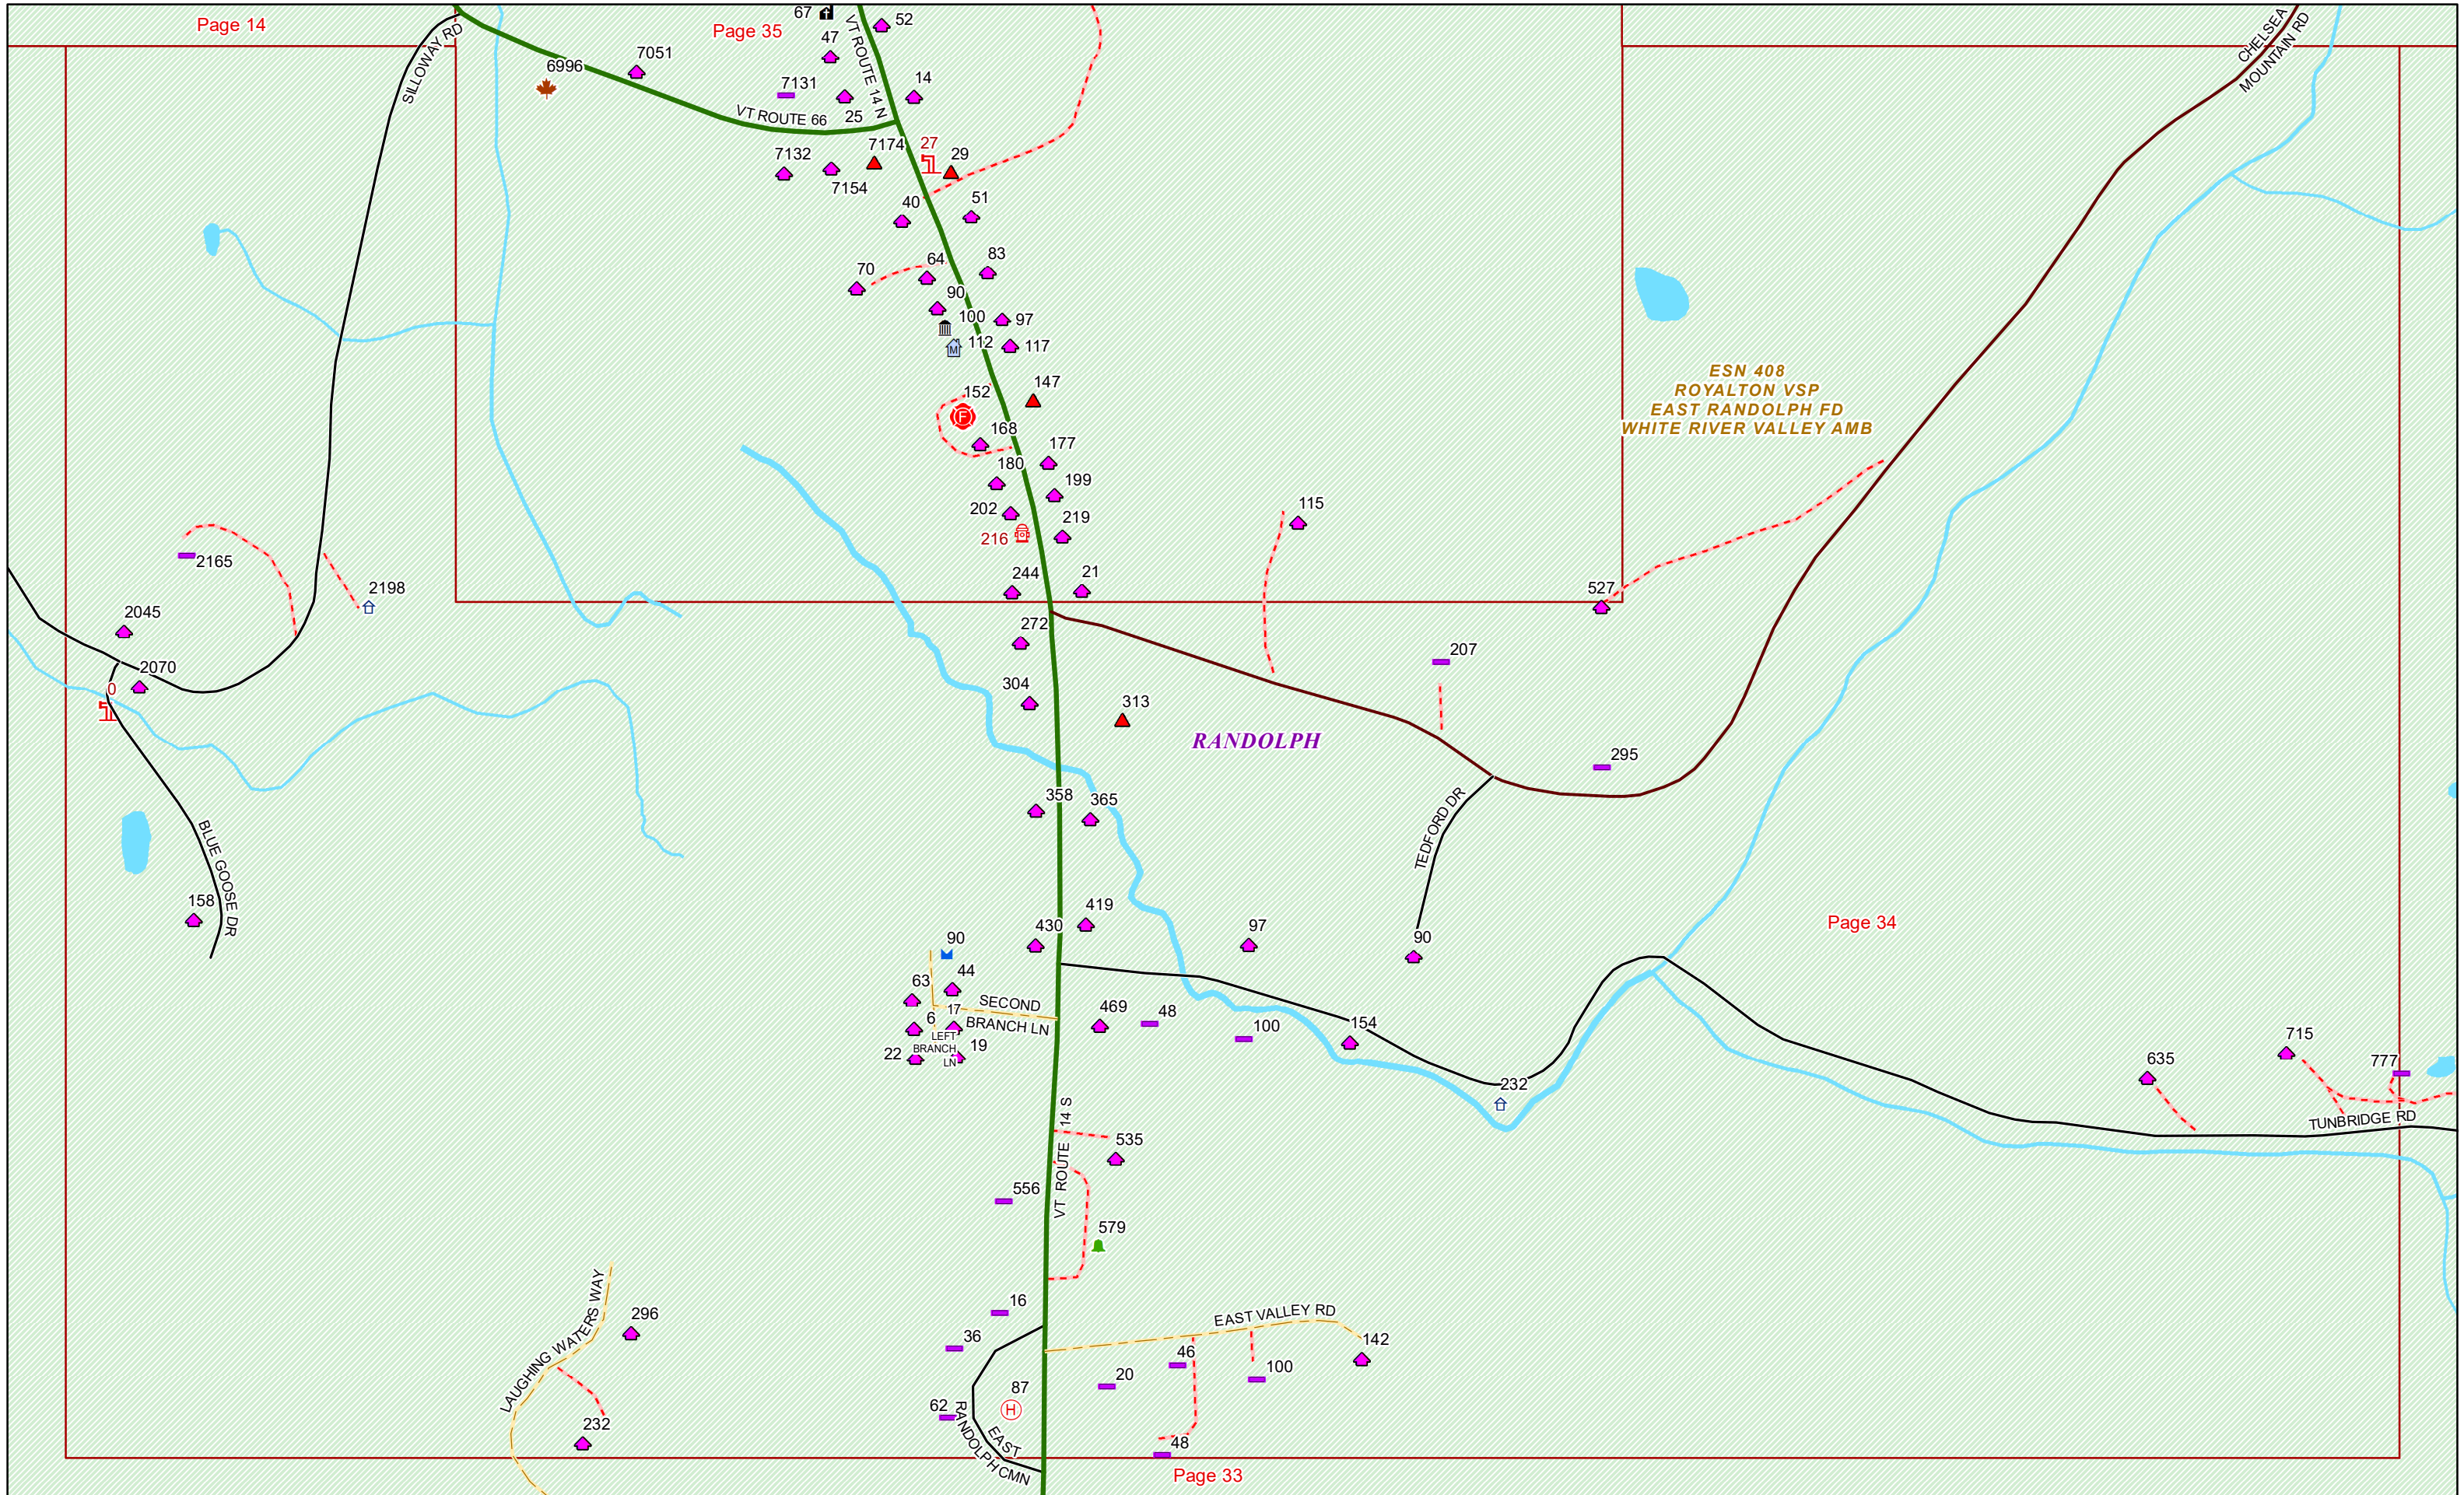 Page 14
SILLOWAY RD
Page 35
67
VT ROUTE 14 N
52
47
7051
6996
7131
25
14
VT ROUTE 66
CHELSEA
MOUNTAIN RD
7132
7154
7174
27
29
40
51
70
64
83
90
100
97
112
117
152
147
168
177
180
199
202
219
216
115
244
21
527
ESN 408
ROYALTON VSP
EAST RANDOLPH FD
WHITE RIVER VALLEY AMB
2165
2198
2045
2070
0
272
304
313
207
RANDOLPH
295
358
365
TEDFORD DR
BLUE GOOSE DR
158
Page 34
419
430
97
90
90
44
63
SECOND
BRANCH LN
17
6
LEFT
BRANCH
LN
22
19
469
48
100
154
232
715
635
777
TUNBRIDGE RD
VT ROUTE 14 S
535
556
579
16
36
EAST VALLEY RD
142
46
100
20
87
H
62
EAST
RANDOLPH CMN
48
LAUGHING WATERS WAY
296
232
Page 33
F
M